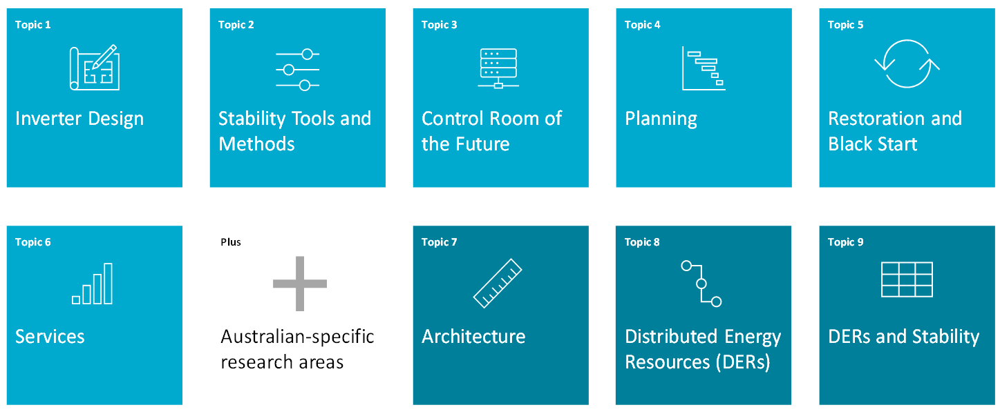 Topic 1
Inverter Design
Topic 2
Stability Tools and
Methods
Topic 3
Control Room of
the Future
Topic 4
Planning
Topic 5
Restoration and
Black Start
Topic 6
Services
Plus
Australian-specific
research areas
Topic 7
Architecture
Topic 8
Distributed Energy
Resources (DERs)
Topic 9
DERs and Stability